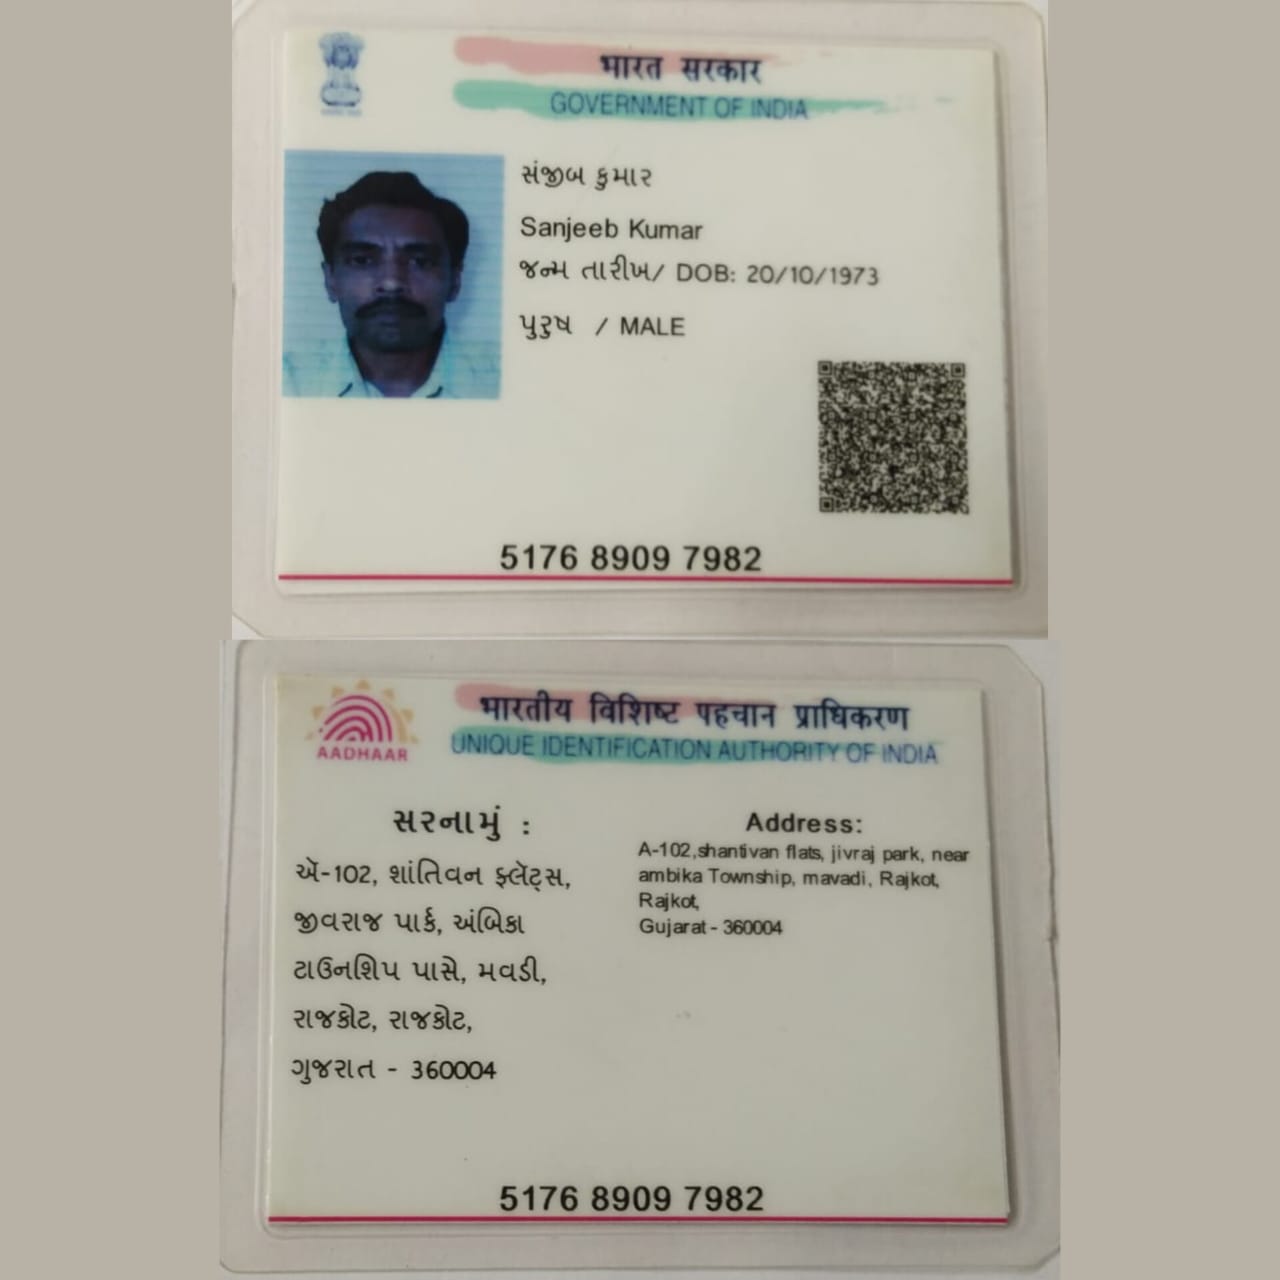 भारत सरकार
GOVERNMENT OF INDIA
સંજીબ કુમાર
Sanjeeb Kumar
જન્મ તારીખ/ DOB: 20/10/1973
પુરુષ / MALE
5176 8909 7982
भारतीय विशिष्ट पहचान प्राधिकरण
UNIQUE IDENTIFICATION AUTHORITY OF INDIA
AADHAAR
સરનામું :
ઍ-102, શાંતિવન ફ્લૅટ્સ,
જીવરાજ પાર્ક, અંબિકા
ટાઉનશિપ પાસે, મવડી,
રાજકોટ, રાજકોટ,
ગુજરાત - 360004
Address:
A-102,shantivan flats, jivraj park, near
ambika Township, mavadi, Rajkot,
Rajkot,
Gujarat - 360004
5176 8909 7982